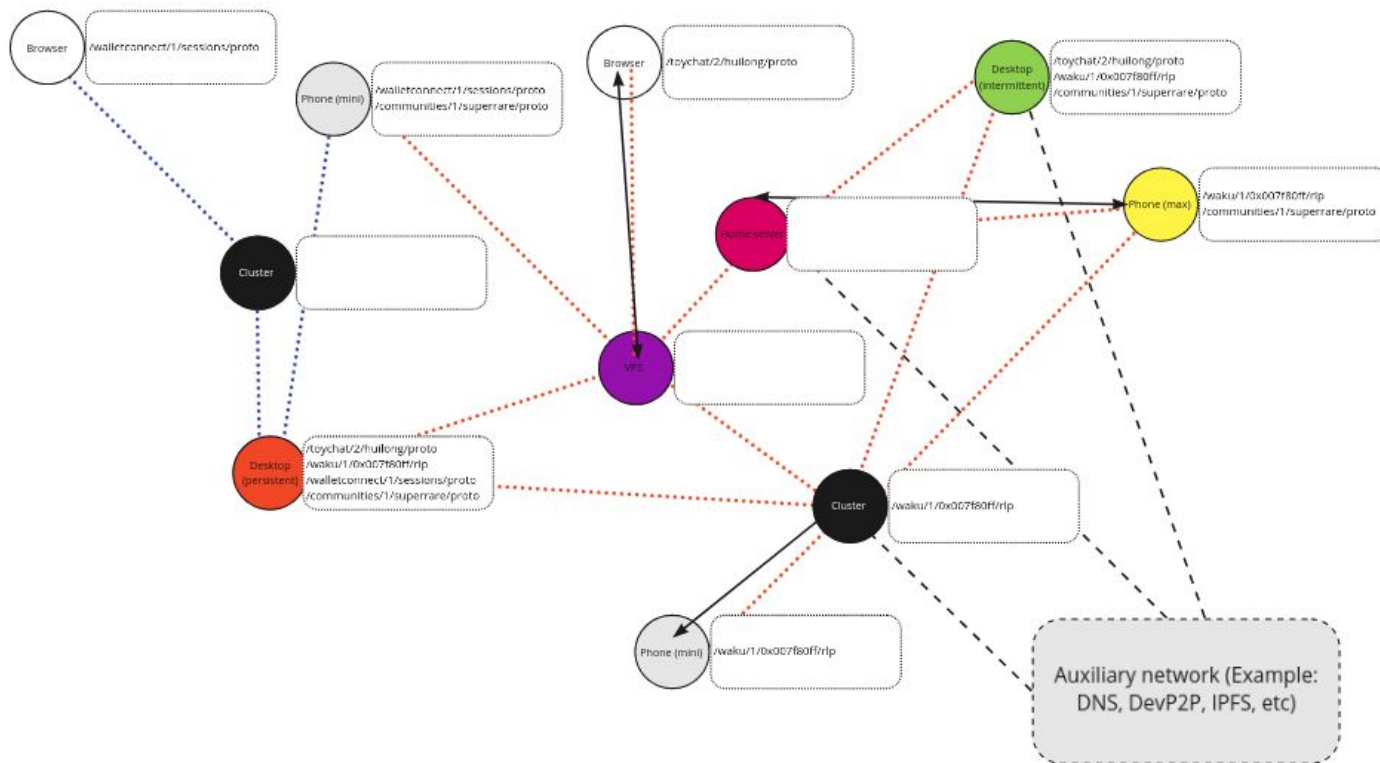 Browser
/walletconnect/1/sessions/proto
Phone (mini)
/walletconnect/1/sessions/proto
/communities/1/superrare/proto
Browser
/toychat/2/huilong/proto
Desktop
(intermittent)
/toychat/2/huilong/proto
/waku/1/0x007f80ff/rlp
/communities/1/superrare/proto
Phone (max)
/waku/1/0x007f80ff/rlp
/communities/1/superrare/proto
Home server
Cluster
VPS
Desktop
(persistent)
/toychat/2/huilong/proto
/waku/1/0x007f80ff/rlp
/walletconnect/1/sessions/proto
/communities/1/superrare/proto
Cluster
/waku/1/0x007f80ff/rlp
Phone (mini)
/waku/1/0x007f80ff/rlp
Auxiliary network (Example:
DNS, DevP2P, IPFS, etc)